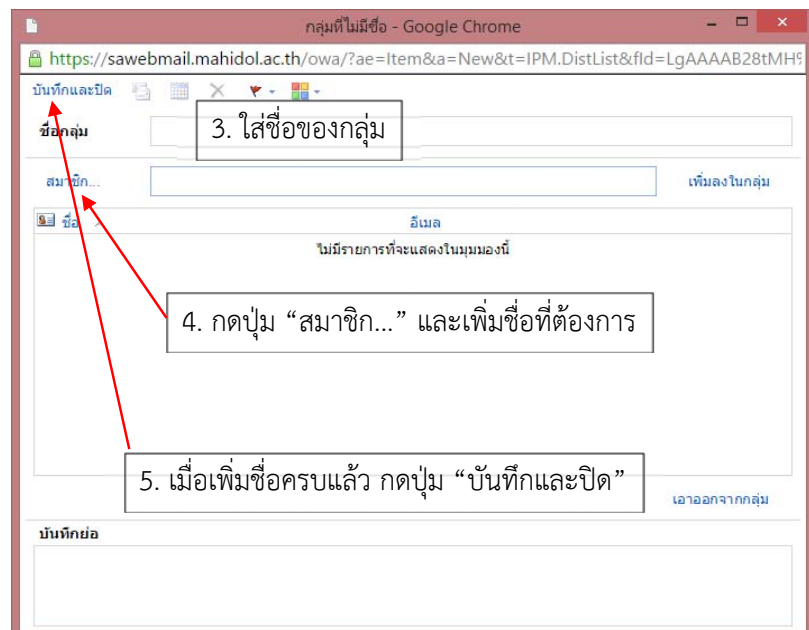 กลุ่มที่ไม่มีชื่อ - Google Chrome
https://sawebmail.mahidol.ac.th/owa/?ae=Item&a=New&t=IPM.DistList&fId=LgAAAAB28tMH9
บันทึกและปิด
ชื่อกลุ่ม
3. ใส่ชื่อของกลุ่ม
สมาชิก...
เพิ่มลงในกลุ่ม
ชื่อ
อีเมล
ไม่มีรายการที่จะแสดงในมุมมองนี้
4. กดปุ่ม “สมาชิก...” และเพิ่มชื่อที่ต้องการ
5. เมื่อเพิ่มชื่อครบแล้ว กดปุ่ม “บันทึกและปิด”
เอาออกจากกลุ่ม
บันทึกย่อ